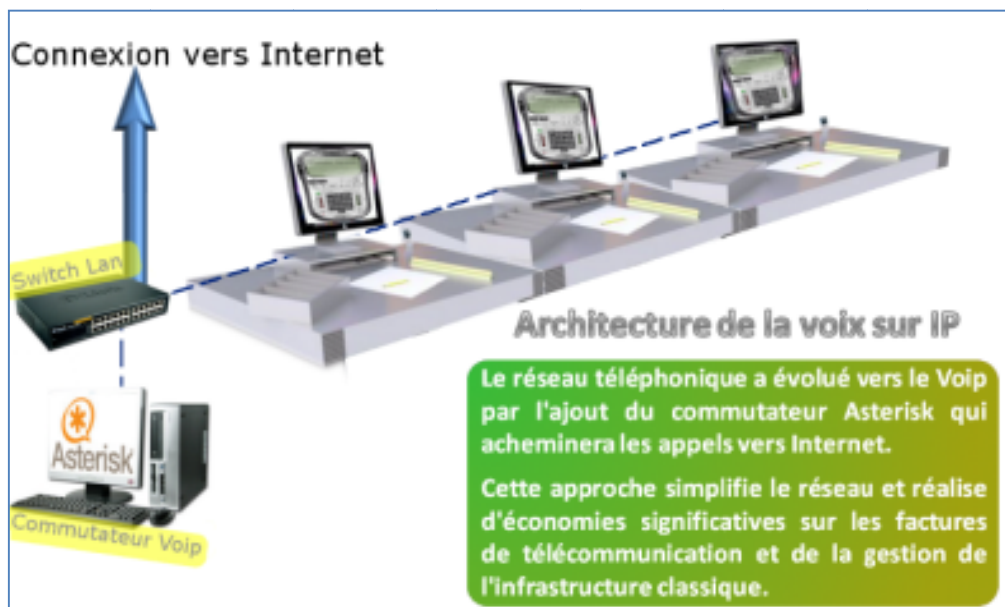 Connexion vers Internet
Switch Lan
Architecture de la voix sur IP
Le réseau téléphonique a évolué vers le Voip
par l'ajout du commutateur Asterisk qui
acheminera les appels vers Internet.
Cette approche simplifie le réseau et réalise
d'économies significatives sur les factures
de télécommunication et de la gestion de
l'infrastructure classique.
Asterisk
Commutateur Voip